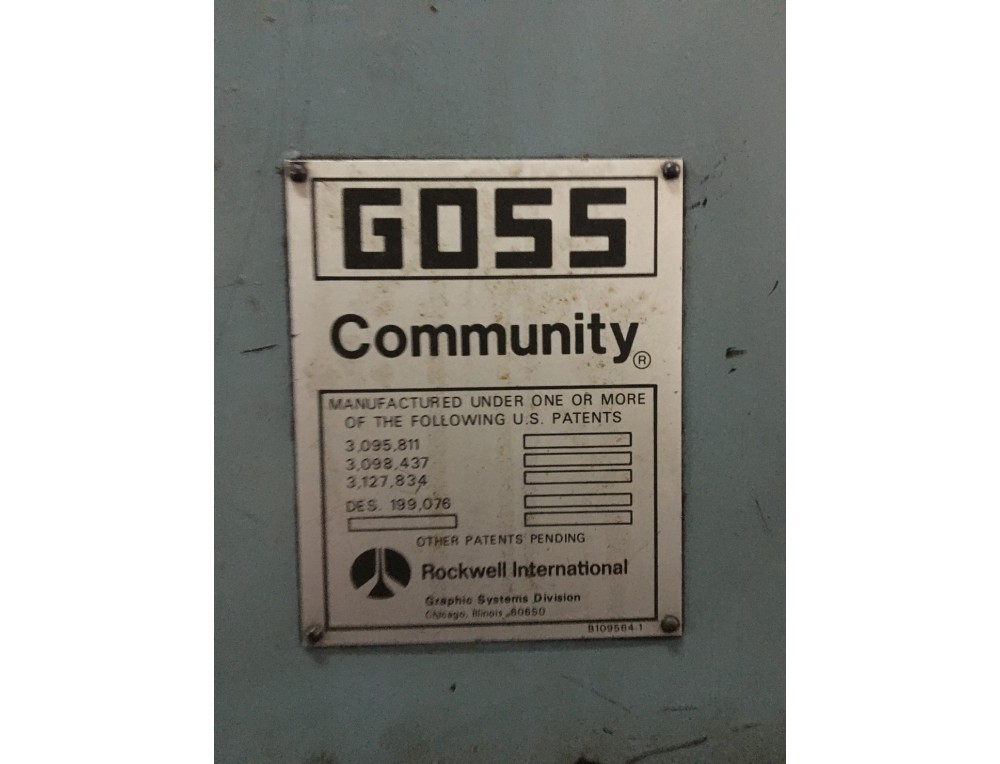 GOSS
Community®
MANUFACTURED UNDER ONE OR MORE
OF THE FOLLOWING U.S. PATENTS
3,095,811
3,098,437
3,127,834
DES. 199,076
OTHER PATENTS PENDING
Rockwell International
Graphic Systems Division
Chicago, Illinois 60650
8109564-1